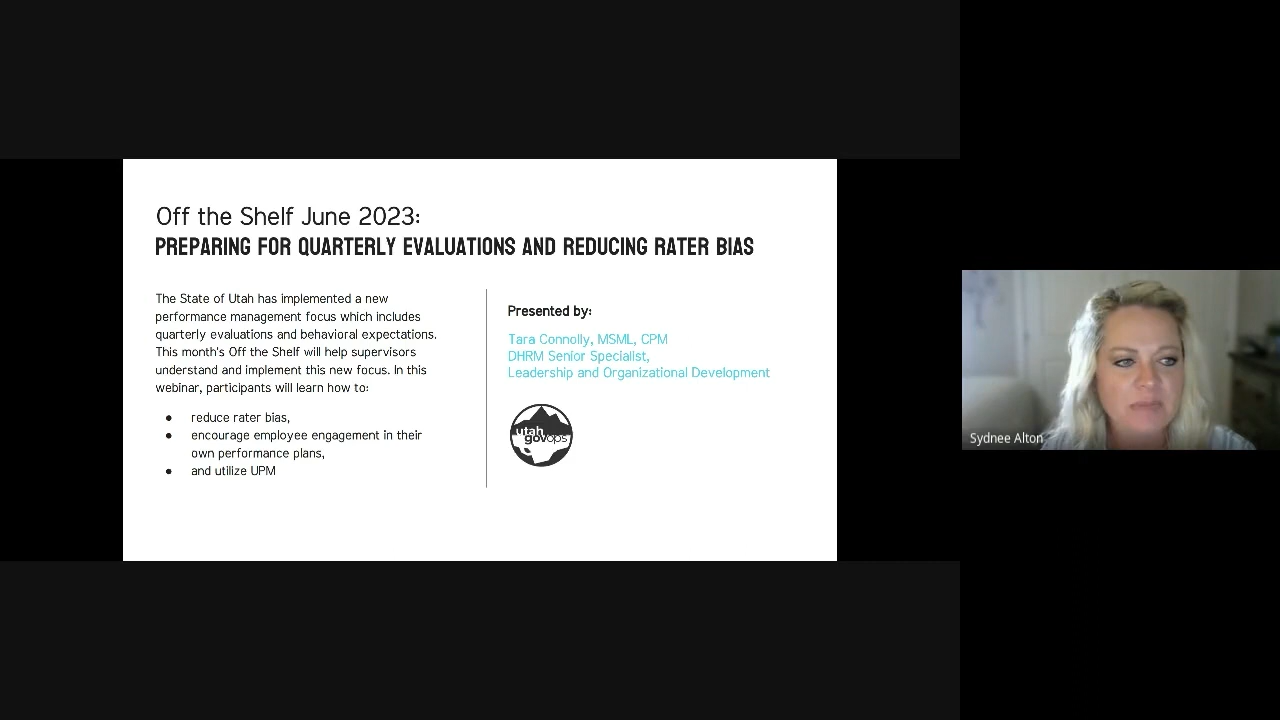 Off the Shelf June 2023:
PREPARING FOR QUARTERLY EVALUATIONS AND REDUCING RATER BIAS
The State of Utah has implemented a new
performance management focus which includes
quarterly evaluations and behavioral expectations.
This month's Off the Shelf will help supervisors
understand and implement this new focus. In this
webinar, participants will learn how to:
● reduce rater bias,
● encourage employee engagement in their
own performance plans,
● and utilize UPM
Presented by:
Tara Connolly, MSML, CPM
DHRM Senior Specialist,
Leadership and Organizational Development
utah
govops
Sydnee Alton